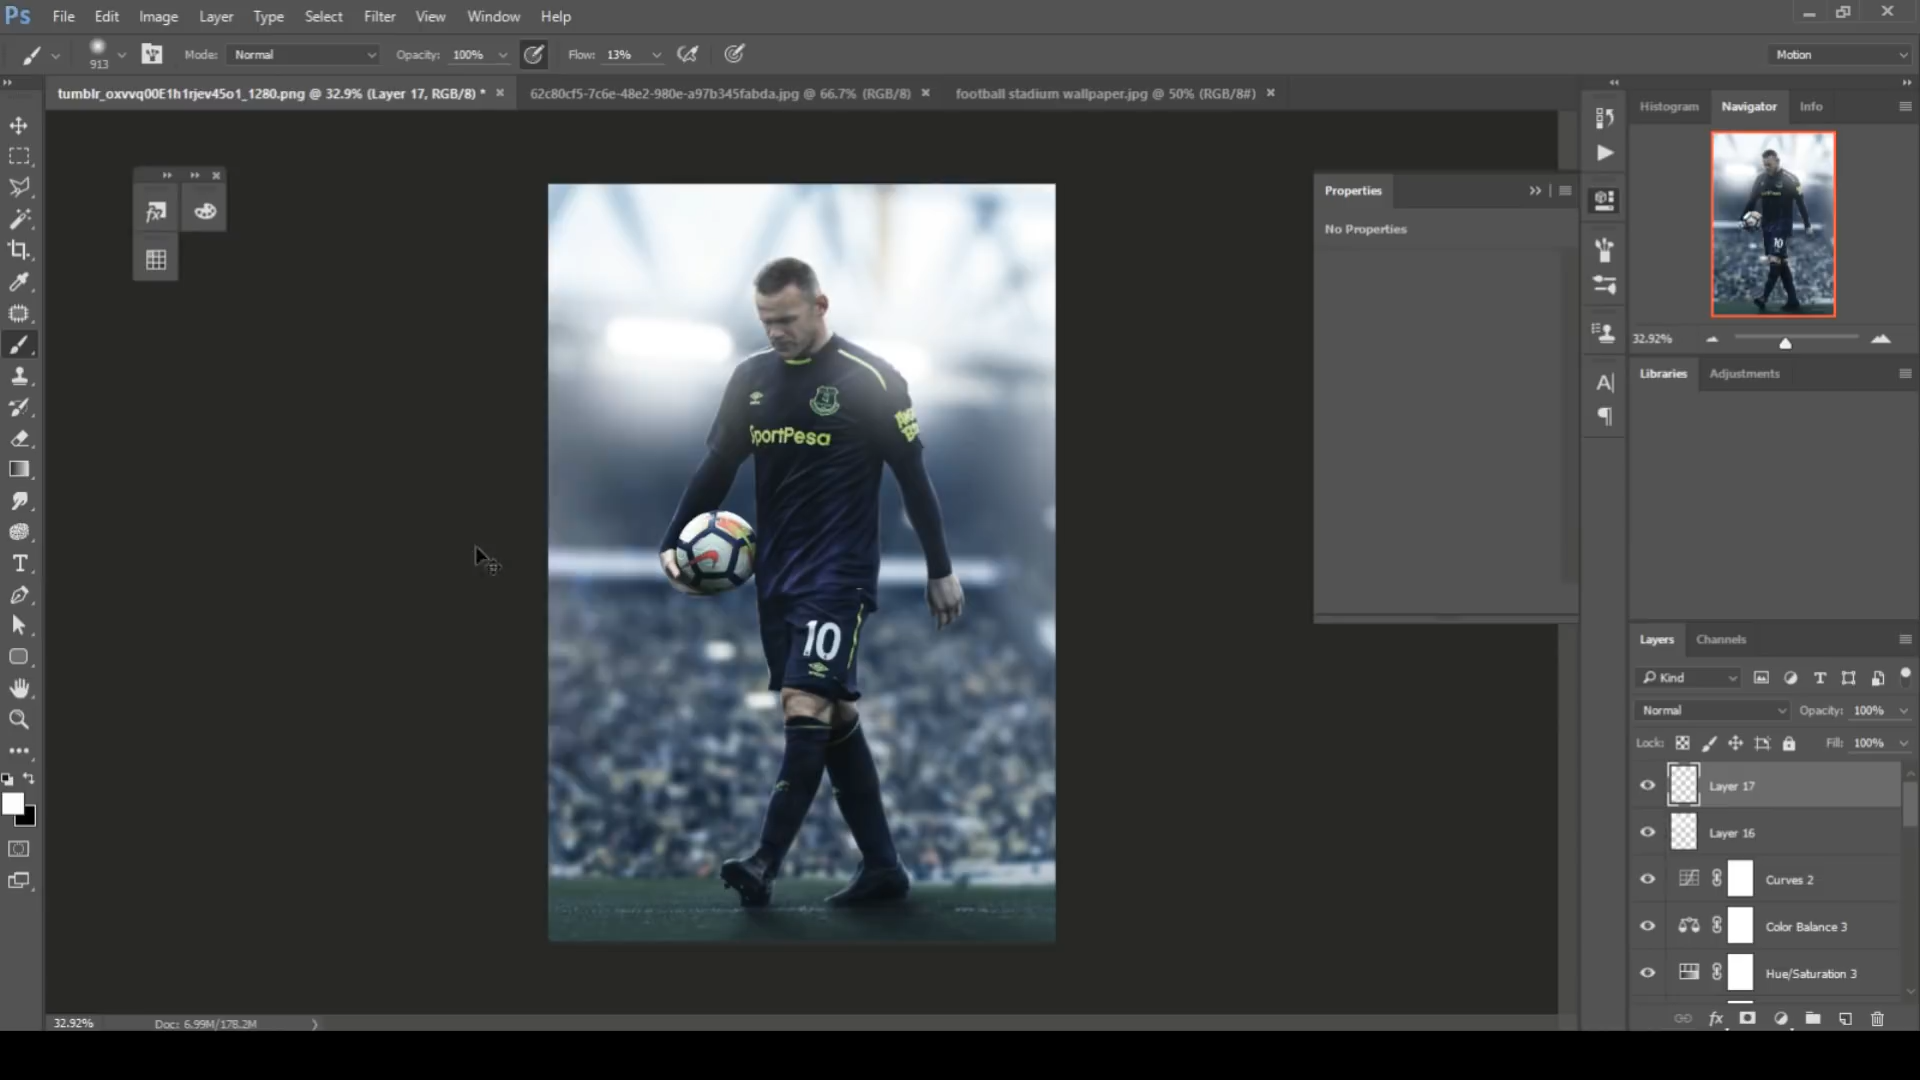 Ps File Edit Image Layer Type Select Filter View Window Help
913 Mode: Normal Opacity: 100% Flow: 13% Motion
tumblr_oxvvq00E1h1rjev45o1_1280.png @ 32.9% (Layer 17, RGB/8) * 62c80cf5-7c6e-48e2-980e-a97b345fabda.jpg @ 66.7% (RGB/8) football stadium wallpaper.jpg @ 50% (RGB/8#)
Histogram Navigator Info
Properties
No Properties
32.92%
Libraries Adjustments
SportPesa
10
Layers Channels
Kind
Normal Opacity: 100%
Lock: Fill: 100%
Layer 17
Layer 16
Curves 2
Color Balance 3
Hue/Saturation 3
32.92% Doc: 6.99M/178.2M